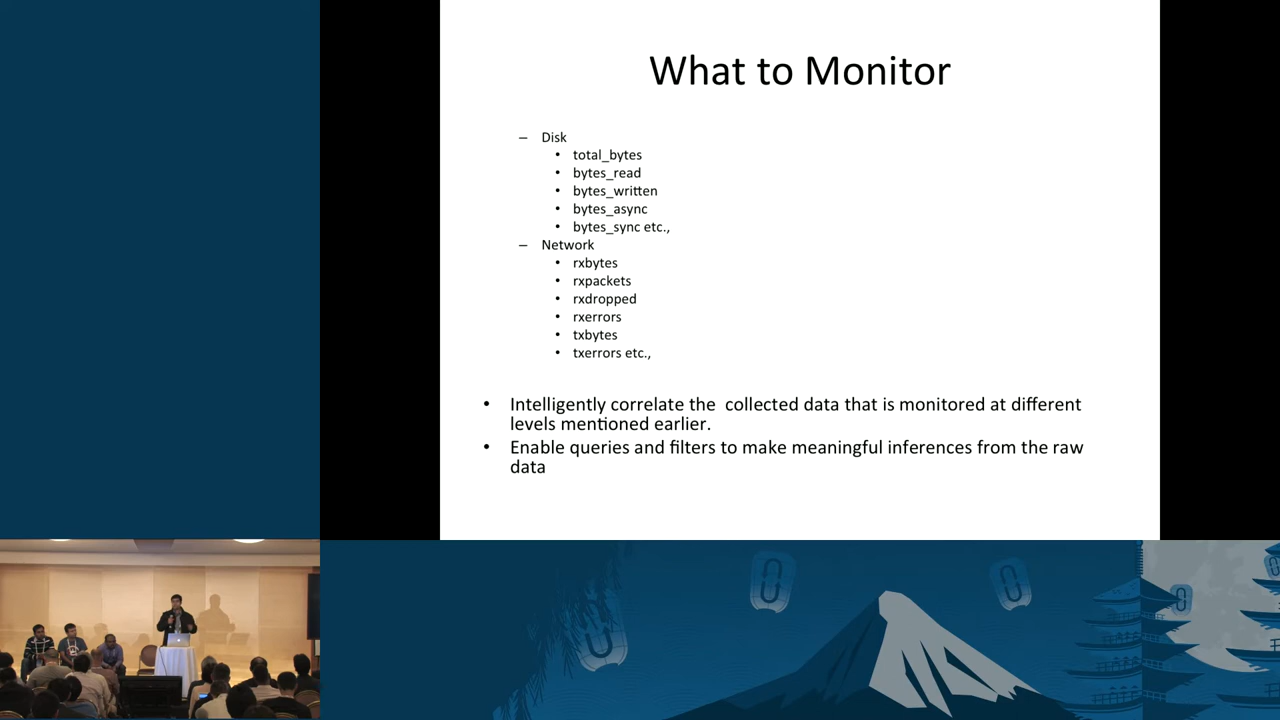 What to Monitor
– Disk
• total_bytes
• bytes_read
• bytes_written
• bytes_async
• bytes_sync etc.,
– Network
• rxbytes
• rxpackets
• rxdropped
• rxerrors
• txbytes
• txerrors etc.,
• Intelligently correlate the  collected data that is monitored at different
levels mentioned earlier.
• Enable queries and filters to make meaningful inferences from the raw
data